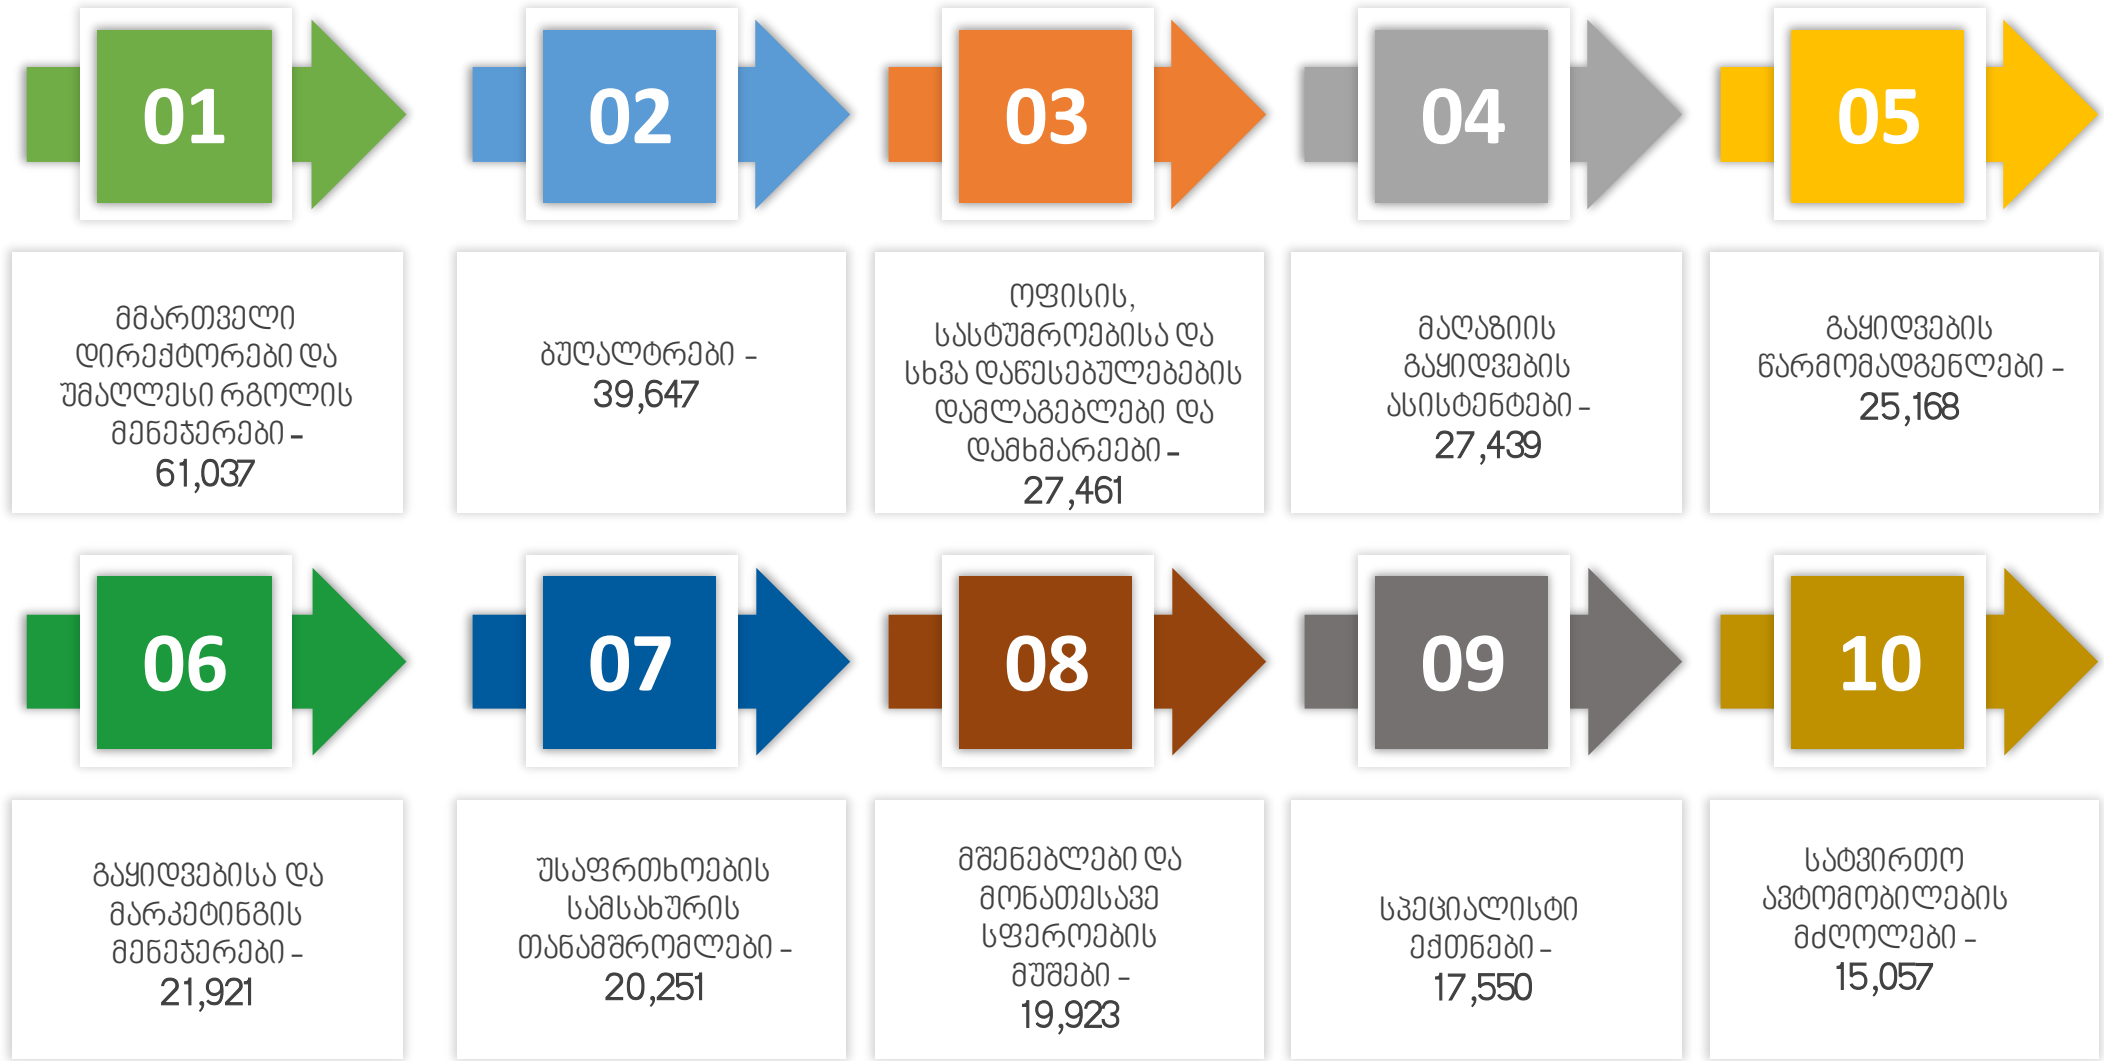 01
მმართველი
დირექტორები და
უმაღლესი რგოლის
მენეჯერები –
61,037
02
ბუღალტრები –
39,647
03
ოფისის,
სასტუმროებისა და
სხვა დაწესებულებების
დამლაგებლები და
დამხმარეები –
27,461
04
მაღაზიის
გაყიდვების
ასისტენტები –
27,439
05
გაყიდვების
წარმომადგენლები –
25,168
06
გაყიდვებისა და
მარკეტინგის
მენეჯერები –
21,921
07
უსაფრთხოების
სამსახურის
თანამშრომლები –
20,251
08
მშენებლები და
მონათესავე
სფეროების
მუშები –
19,923
09
სპეციალისტი
ექთნები –
17,550
10
სატვირთო
ავტომობილების
მძღოლები –
15,057